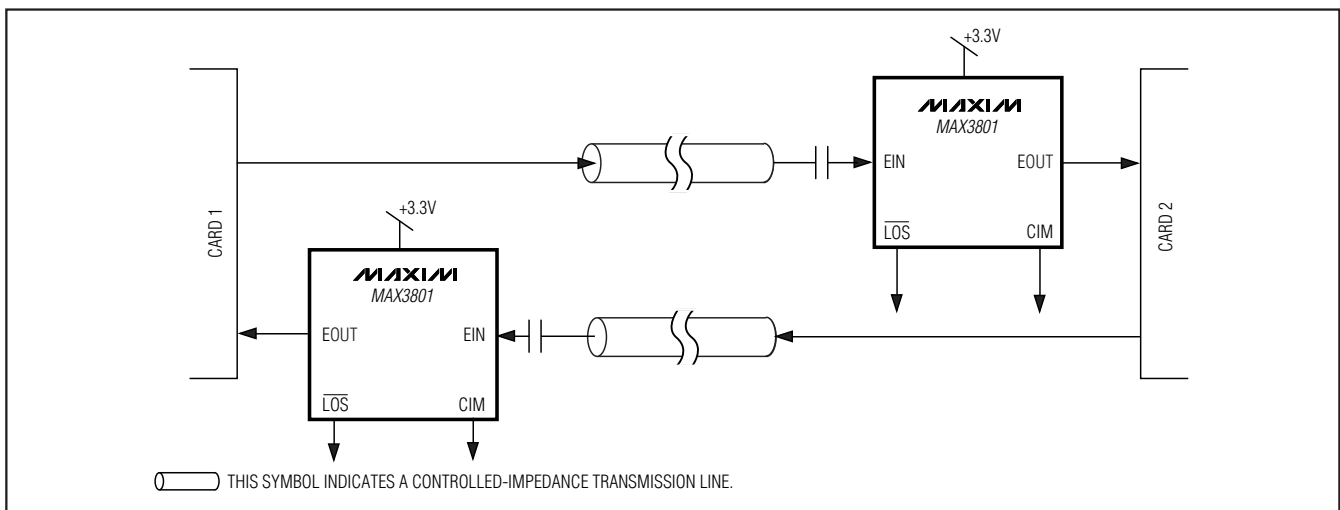 +3.3V
MAXIM
MAX3801
EIN EOUT
LOS CIM
CARD 1
CARD 2
+3.3V
MAXIM
MAX3801
EOUT EIN
LOS CIM
THIS SYMBOL INDICATES A CONTROLLED-IMPEDANCE TRANSMISSION LINE.